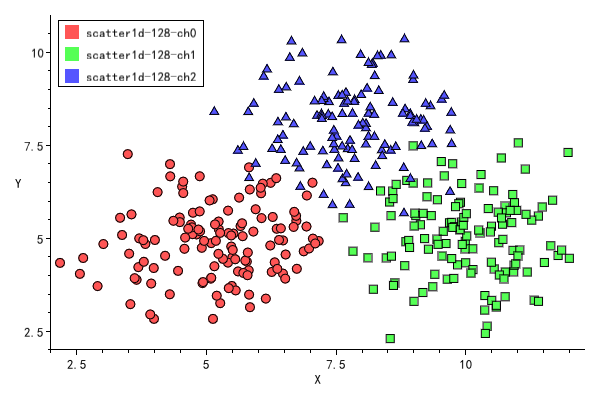 scatter1d-128-ch0
scatter1d-128-ch1
scatter1d-128-ch2
10
7.5
Y
5
2.5
2.5 5 7.5 10
X